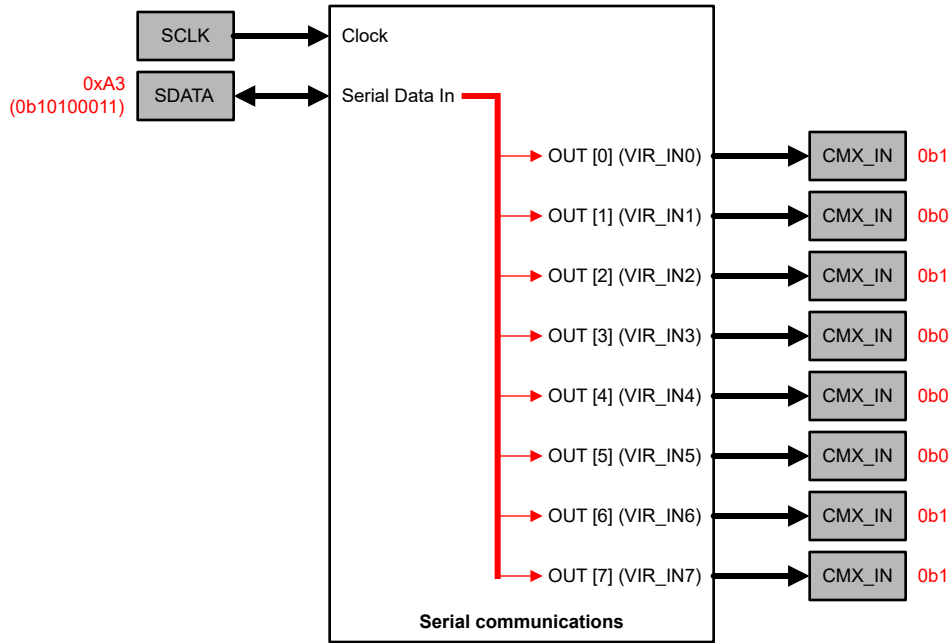 SCLK
Clock
0xA3
(0b10100011)
SDATA
Serial Data In
OUT [0] (VIR_IN0)
CMX_IN
0b1
OUT [1] (VIR_IN1)
CMX_IN
0b0
OUT [2] (VIR_IN2)
CMX_IN
0b1
OUT [3] (VIR_IN3)
CMX_IN
0b0
OUT [4] (VIR_IN4)
CMX_IN
0b0
OUT [5] (VIR_IN5)
CMX_IN
0b0
OUT [6] (VIR_IN6)
CMX_IN
0b1
OUT [7] (VIR_IN7)
CMX_IN
0b1
Serial communications